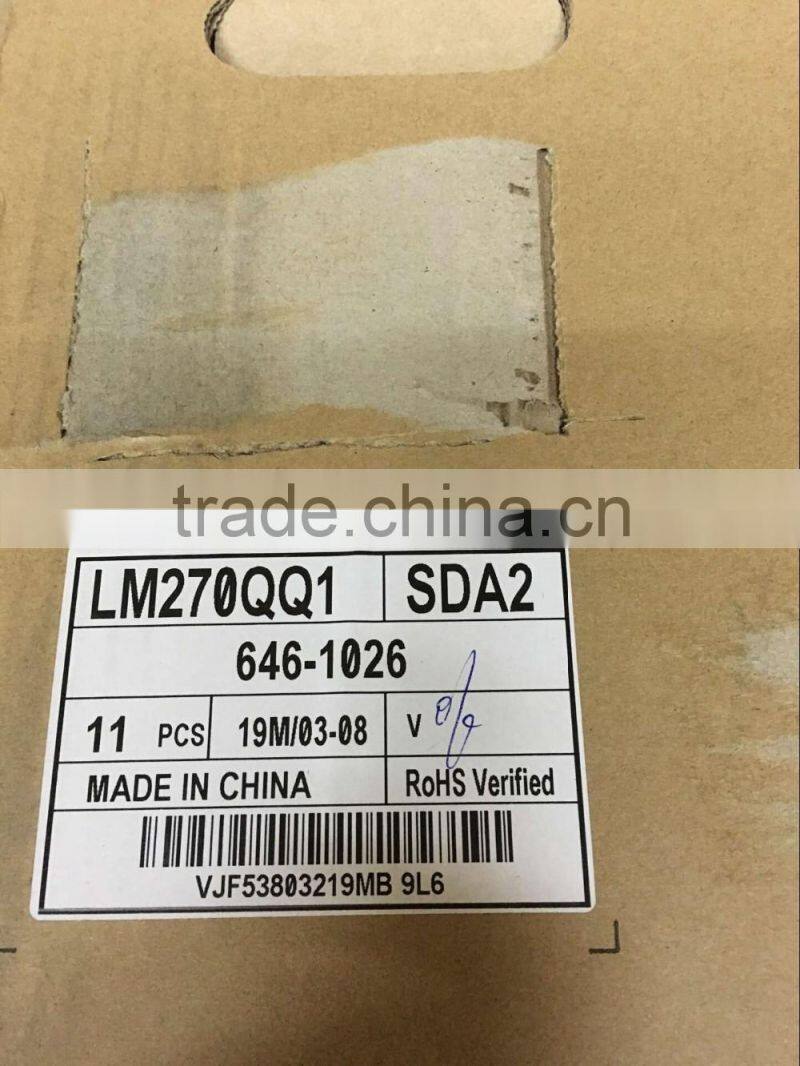 trade.china.cn
LM270QQ1 SDA2
646-1026
11 PCS 19M/03-08 V
MADE IN CHINA RoHS Verified
VJF53803219MB 9L6